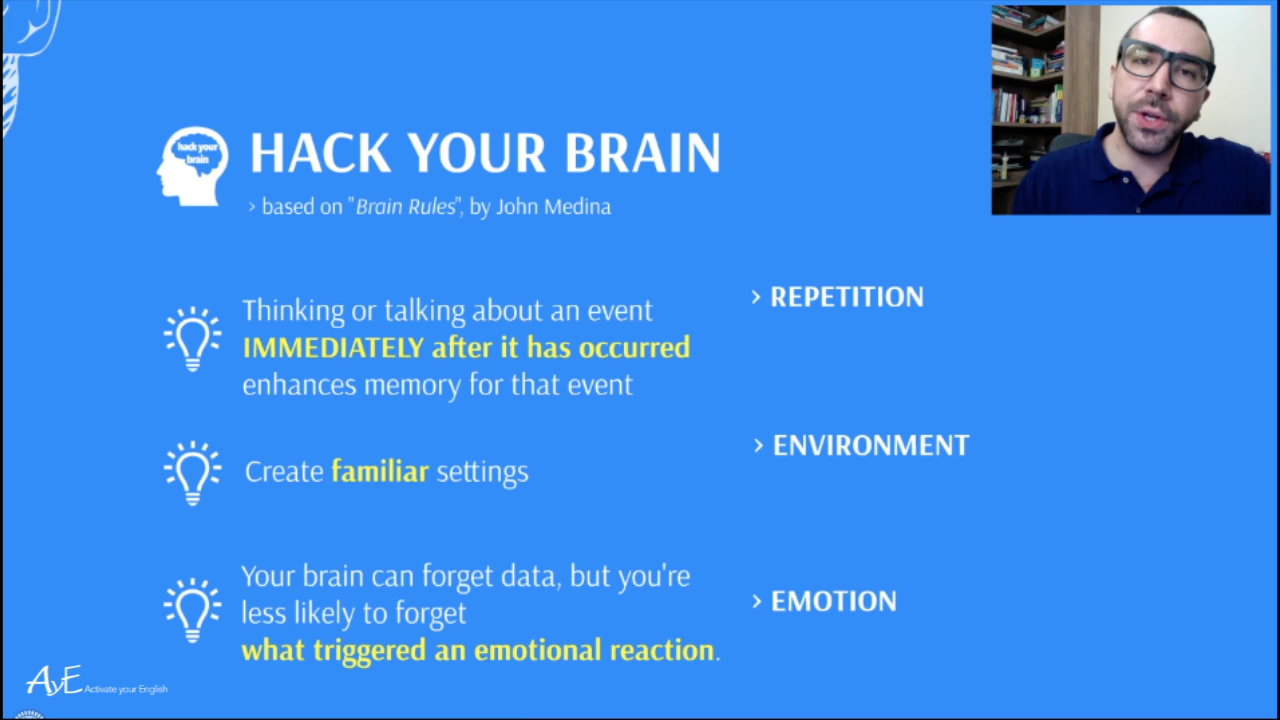 hack your
brain
HACK YOUR BRAIN
> based on "Brain Rules", by John Medina
Thinking or talking about an event
IMMEDIATELY after it has occurred
enhances memory for that event
> REPETITION
Create familiar settings
> ENVIRONMENT
Your brain can forget data, but you're
less likely to forget
what triggered an emotional reaction.
> EMOTION
AyE Activate your English